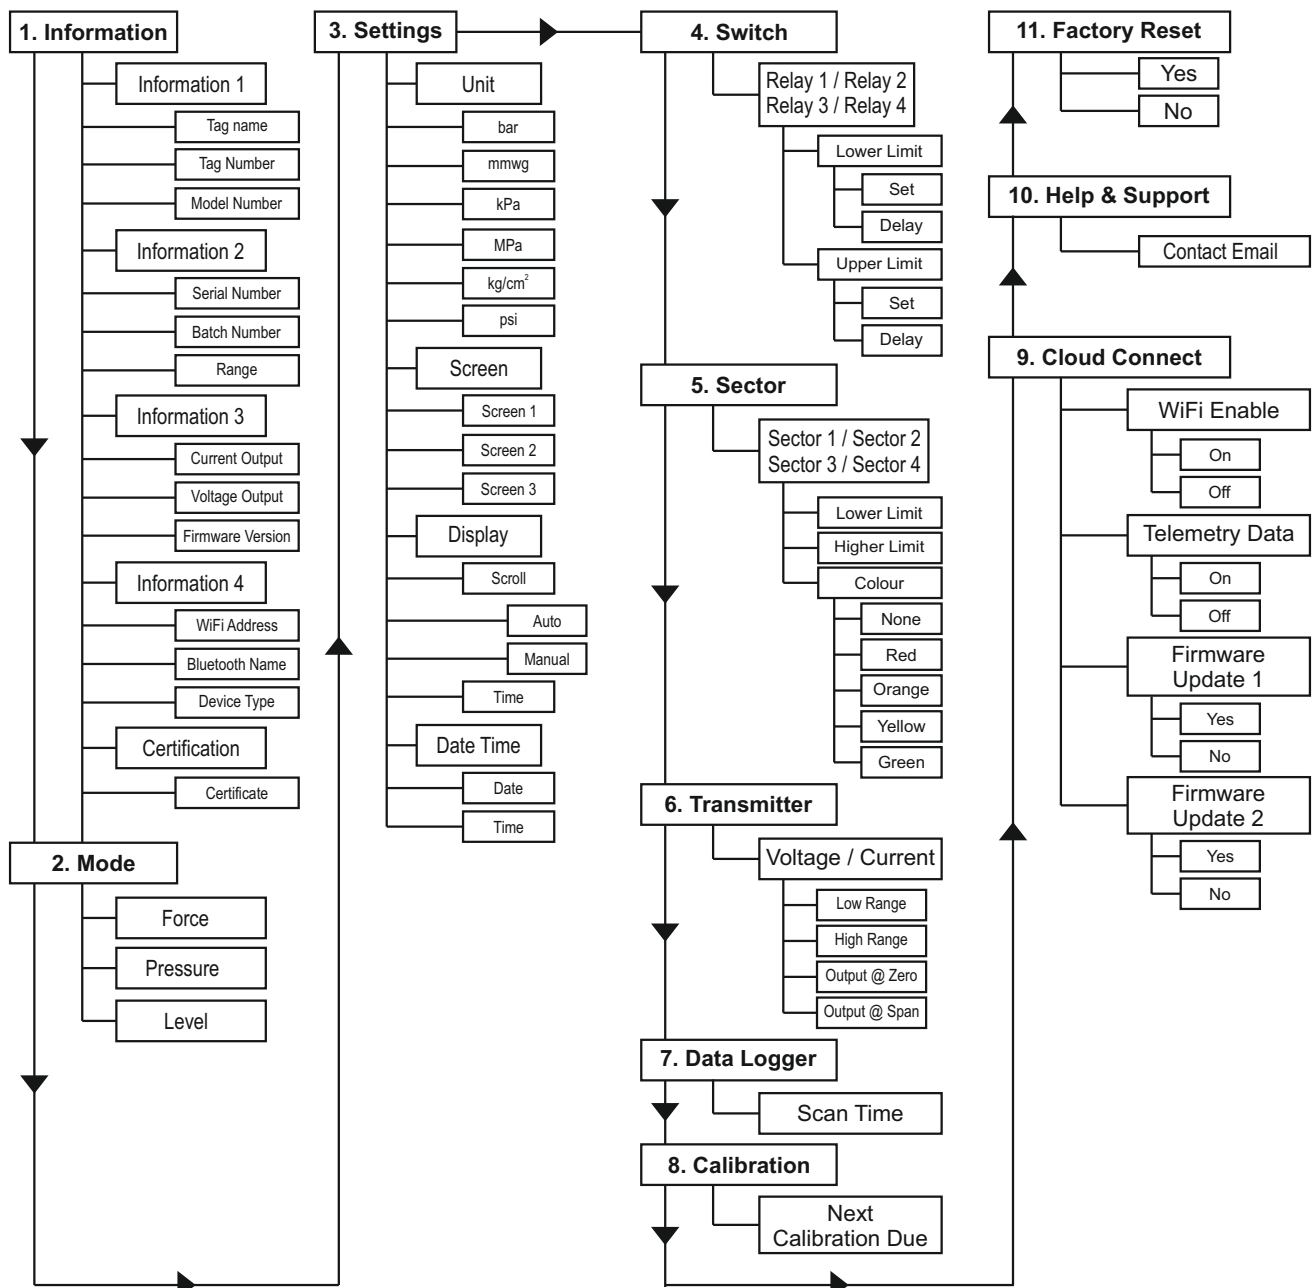 1. Information
Information 1
Tag name
Tag Number
Model Number
Information 2
Serial Number
Batch Number
Range
Information 3
Current Output
Voltage Output
Firmware Version
Information 4
WiFi Address
Bluetooth Name
Device Type
Certification
Certificate
2. Mode
Force
Pressure
Level
3. Settings
Unit
bar
mmwg
kPa
MPa
kg/cm²
psi
Screen
Screen 1
Screen 2
Screen 3
Display
Scroll
Auto
Manual
Time
Date Time
Date
Time
4. Switch
Relay 1 / Relay 2
Relay 3 / Relay 4
Lower Limit
Set
Delay
Upper Limit
Set
Delay
5. Sector
Sector 1 / Sector 2
Sector 3 / Sector 4
Lower Limit
Higher Limit
Colour
None
Red
Orange
Yellow
Green
6. Transmitter
Voltage / Current
Low Range
High Range
Output @ Zero
Output @ Span
7. Data Logger
Scan Time
8. Calibration
Next
Calibration Due
11. Factory Reset
Yes
No
10. Help & Support
Contact Email
9. Cloud Connect
WiFi Enable
On
Off
Telemetry Data
On
Off
Firmware
Update 1
Yes
No
Firmware
Update 2
Yes
No